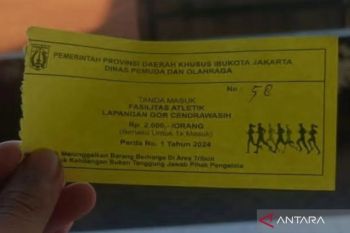 PEMERINTAH PROVINSI DAERAH KHUSUS IBUKOTA JAKARTA
DINAS PEMUDA DAN OLAHRAGA
No : 58
TANDA MASUK
FASILITAS ATLETIK
LAPANGAN GOR CENDRAWASIH
Rp. 2.000,- /ORANG
(Berlaku Untuk 1x Masuk)
Perda No. 1 Tahun 2024
Meninggalkan Barang Berharga Di Area Tribun
Kehilangan Bukan Tanggung Jawab Pihak Pengelola
ANTARA